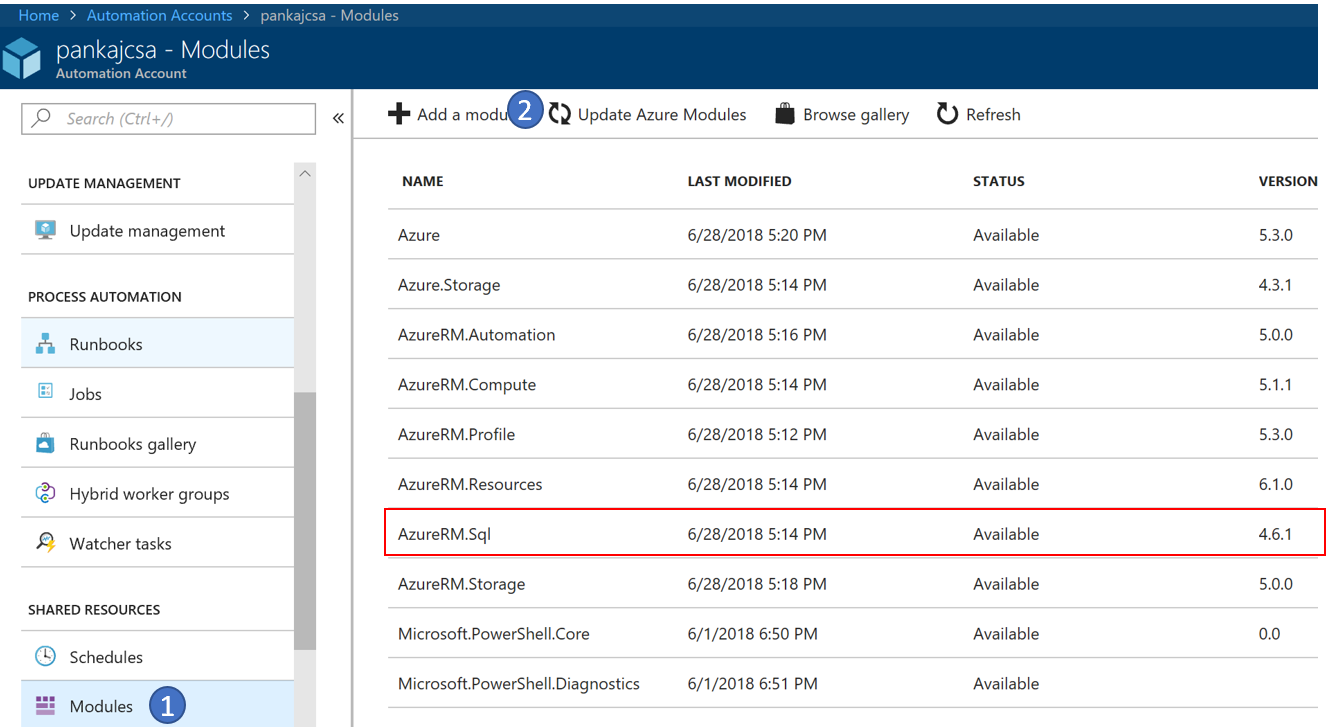 Home > Automation Accounts > pankajcsa - Modules
pankajcsa - Modules
Automation Account
Search (Ctrl+/)
«
UPDATE MANAGEMENT
Update management
PROCESS AUTOMATION
Runbooks
Jobs
Runbooks gallery
Hybrid worker groups
Watcher tasks
SHARED RESOURCES
Schedules
Modules 1
Add a modu 2 Update Azure Modules Browse gallery Refresh
NAME LAST MODIFIED STATUS VERSION
Azure 6/28/2018 5:20 PM Available 5.3.0
Azure.Storage 6/28/2018 5:14 PM Available 4.3.1
AzureRM.Automation 6/28/2018 5:16 PM Available 5.0.0
AzureRM.Compute 6/28/2018 5:14 PM Available 5.1.1
AzureRM.Profile 6/28/2018 5:12 PM Available 5.3.0
AzureRM.Resources 6/28/2018 5:14 PM Available 6.1.0
AzureRM.Sql 6/28/2018 5:14 PM Available 4.6.1
AzureRM.Storage 6/28/2018 5:18 PM Available 5.0.0
Microsoft.PowerShell.Core 6/1/2018 6:50 PM Available 0.0
Microsoft.PowerShell.Diagnostics 6/1/2018 6:51 PM Available